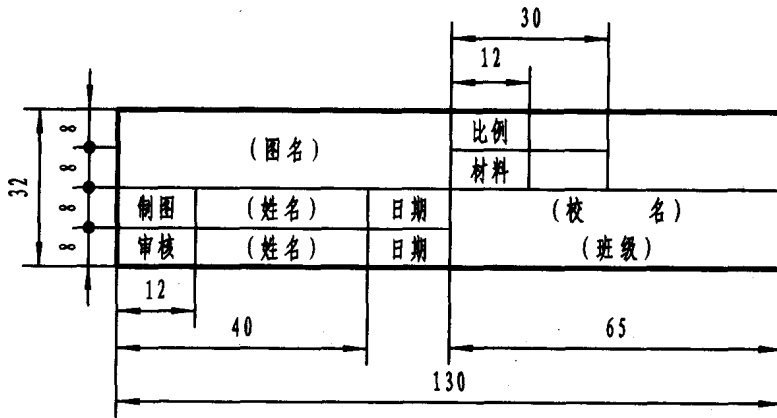 30
12
比例
(图名)
材料
32
8
8
8
8
制图 (姓名) 日期 (校 名)
审核 (姓名) 日期 (班级)
12
40 65
130